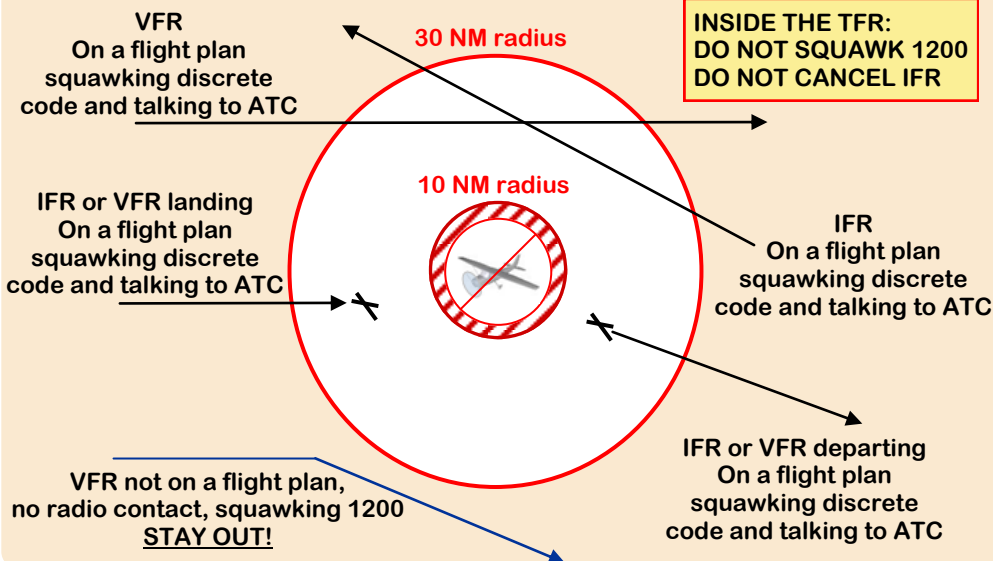 VFR
On a flight plan
squawking discrete
code and talking to ATC
30 NM radius
INSIDE THE TFR:
DO NOT SQUAWK 1200
DO NOT CANCEL IFR
IFR or VFR landing
On a flight plan
squawking discrete
code and talking to ATC
10 NM radius
IFR
On a flight plan
squawking discrete
code and talking to ATC
VFR not on a flight plan,
no radio contact, squawking 1200
STAY OUT!
IFR or VFR departing
On a flight plan
squawking discrete
code and talking to ATC